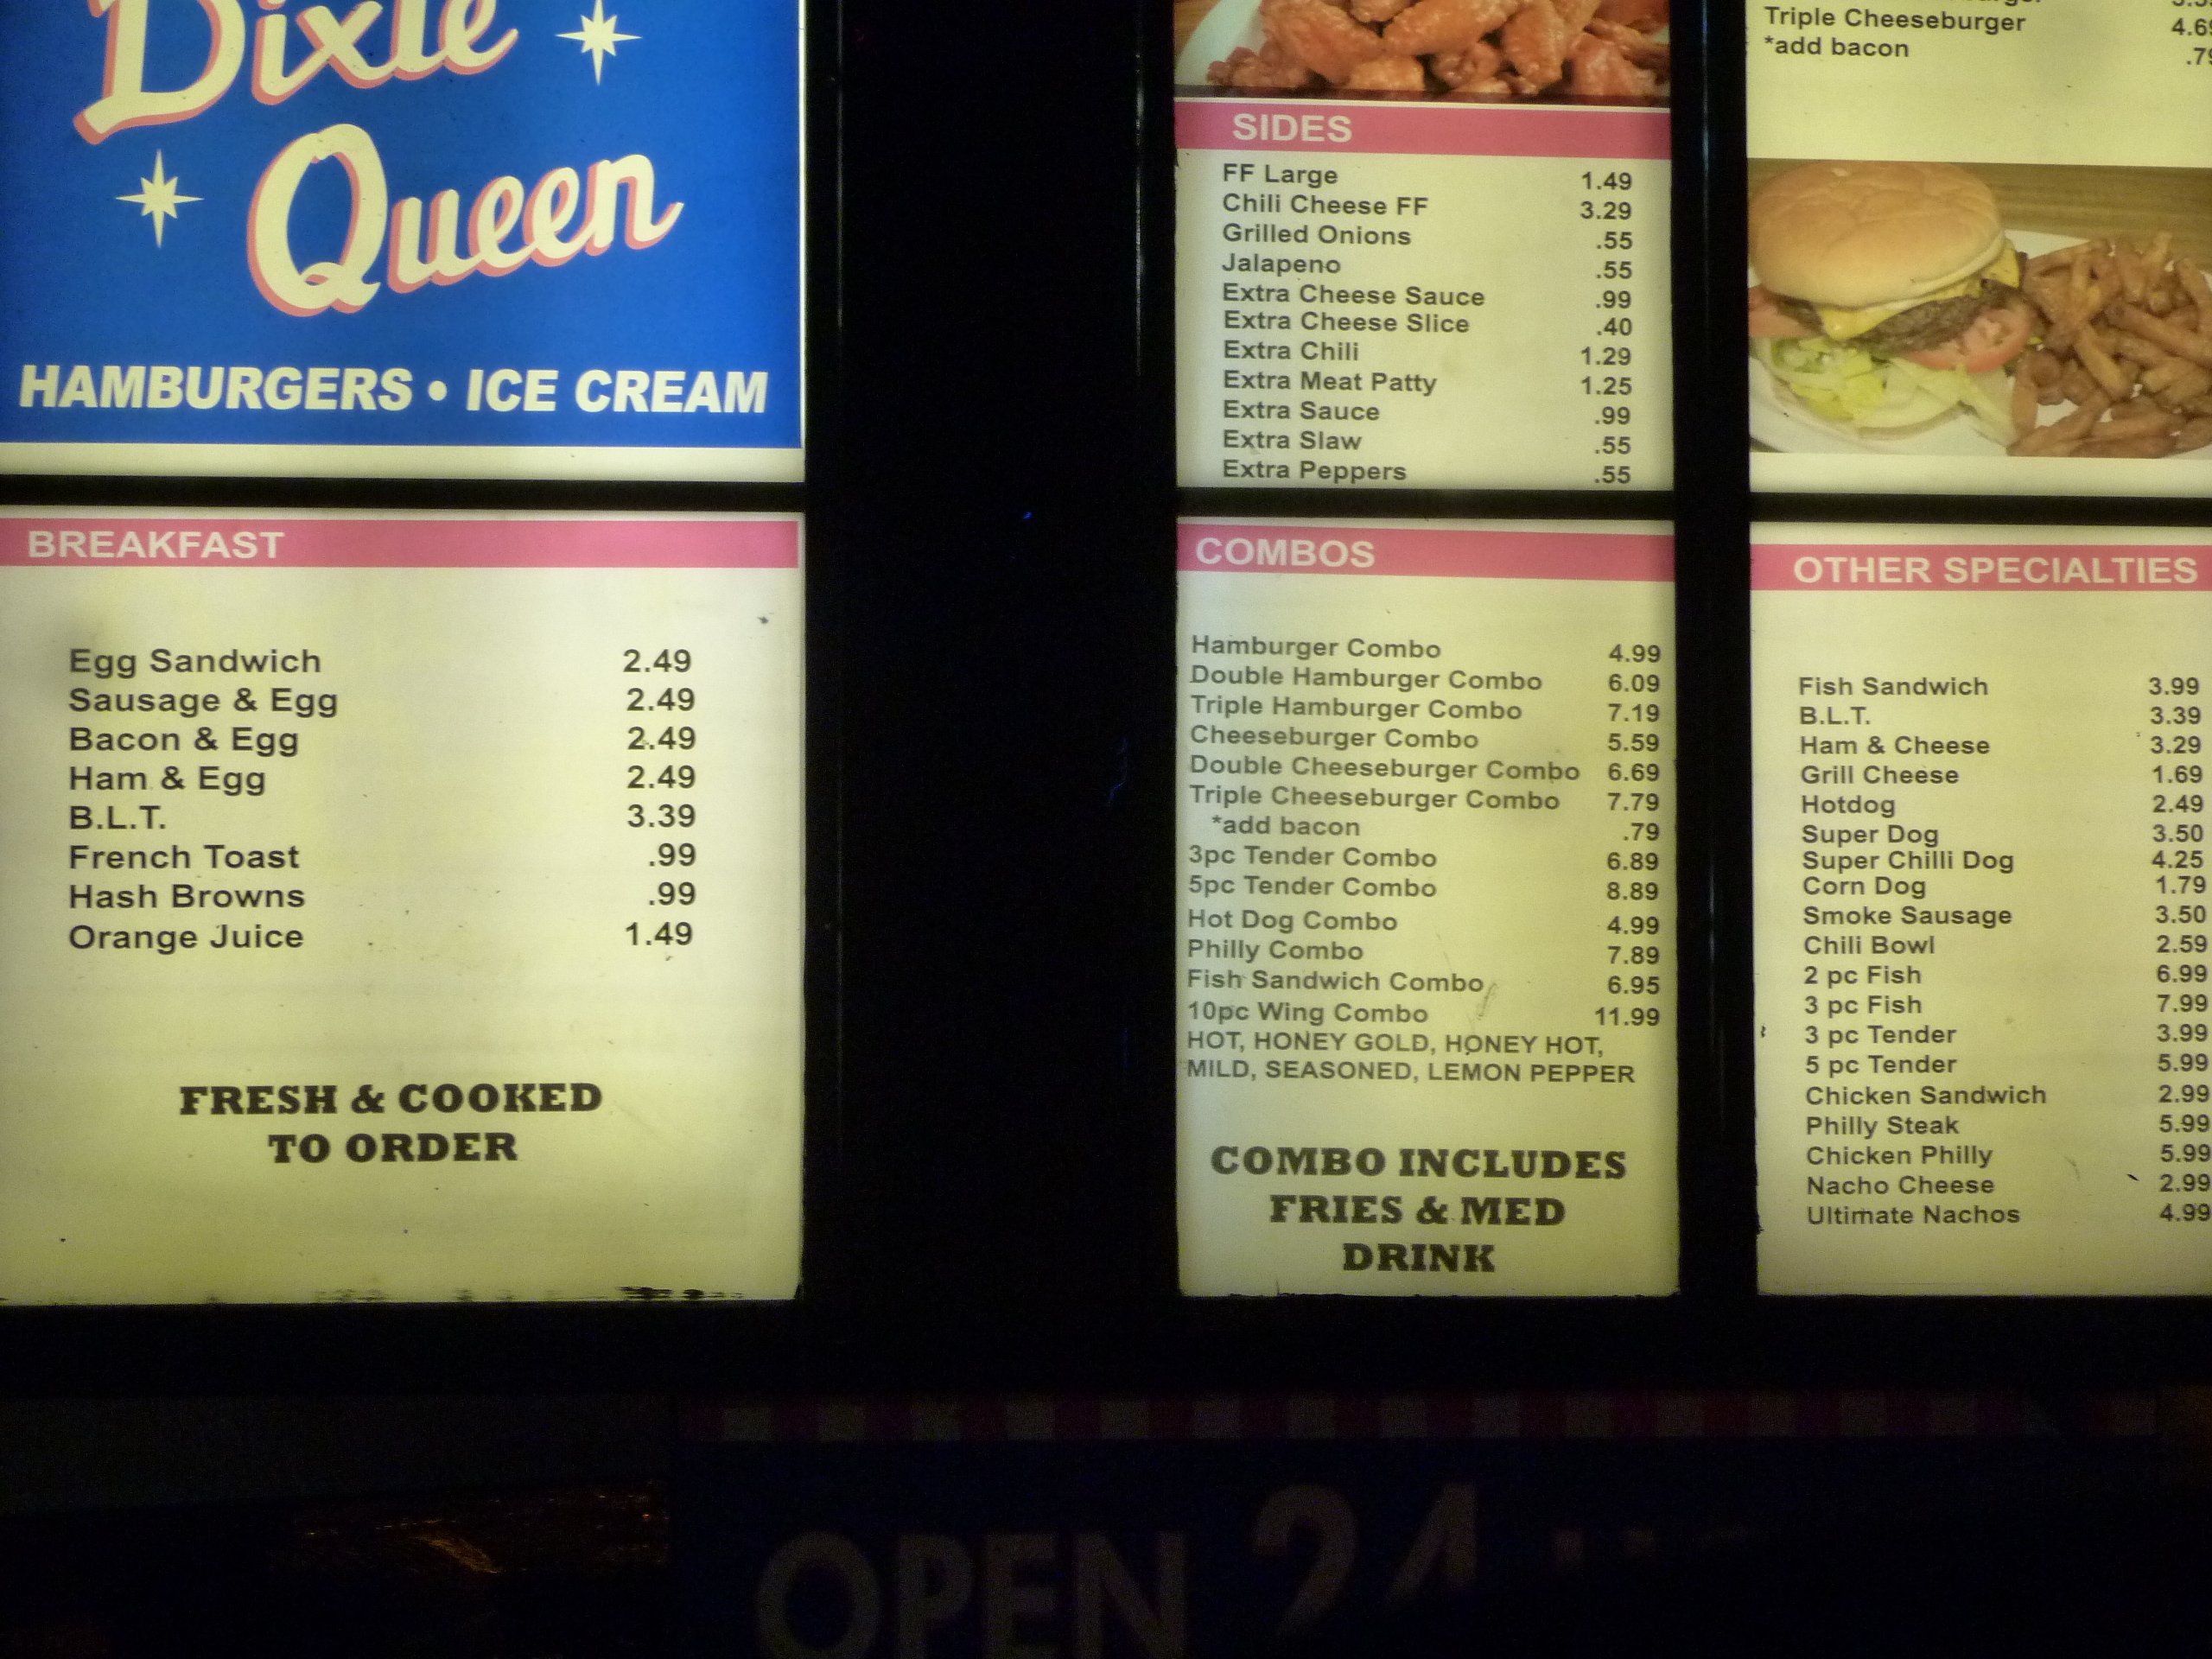 Dixie
Queen
HAMBURGERS • ICE CREAM
BREAKFAST
Egg Sandwich 2.49
Sausage & Egg 2.49
Bacon & Egg 2.49
Ham & Egg 2.49
B.L.T. 3.39
French Toast .99
Hash Browns .99
Orange Juice 1.49
FRESH & COOKED
TO ORDER
SIDES
FF Large 1.49
Chili Cheese FF 3.29
Grilled Onions .55
Jalapeno .55
Extra Cheese Sauce .99
Extra Cheese Slice .40
Extra Chili 1.29
Extra Meat Patty 1.25
Extra Sauce .99
Extra Slaw .55
Extra Peppers .55
COMBOS
Hamburger Combo 4.99
Double Hamburger Combo 6.09
Triple Hamburger Combo 7.19
Cheeseburger Combo 5.59
Double Cheeseburger Combo 6.69
Triple Cheeseburger Combo 7.79
*add bacon .79
3pc Tender Combo 6.89
5pc Tender Combo 8.89
Hot Dog Combo 4.99
Philly Combo 7.89
Fish Sandwich Combo 6.95
10pc Wing Combo 11.99
HOT, HONEY GOLD, HONEY HOT,
MILD, SEASONED, LEMON PEPPER
COMBO INCLUDES
FRIES & MED
DRINK
Triple Cheeseburger 4.69
*add bacon .79
OTHER SPECIALTIES
Fish Sandwich 3.99
B.L.T. 3.39
Ham & Cheese 3.29
Grill Cheese 1.69
Hotdog 2.49
Super Dog 3.50
Super Chilli Dog 4.25
Corn Dog 1.79
Smoke Sausage 3.50
Chili Bowl 2.59
2 pc Fish 6.99
3 pc Fish 7.99
3 pc Tender 3.99
5 pc Tender 5.99
Chicken Sandwich 2.99
Philly Steak 5.99
Chicken Philly 5.99
Nacho Cheese 2.99
Ultimate Nachos 4.99
OPEN 24